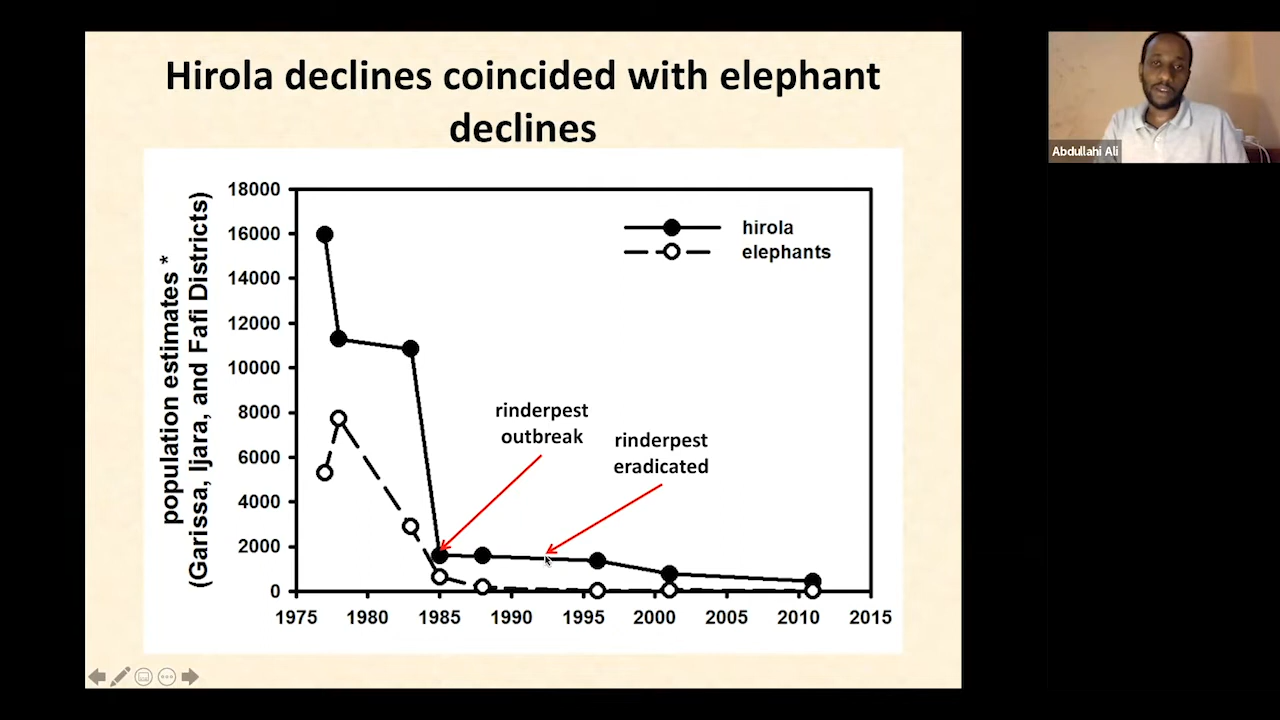 Hirola declines coincided with elephant
declines
population estimates *
(Garissa, Ijara, and Fafi Districts)
18000
16000
14000
12000
10000
8000
6000
4000
2000
0
hirola
elephants
rinderpest
outbreak
rinderpest
eradicated
1975 1980 1985 1990 1995 2000 2005 2010 2015
Abdullahi Ali